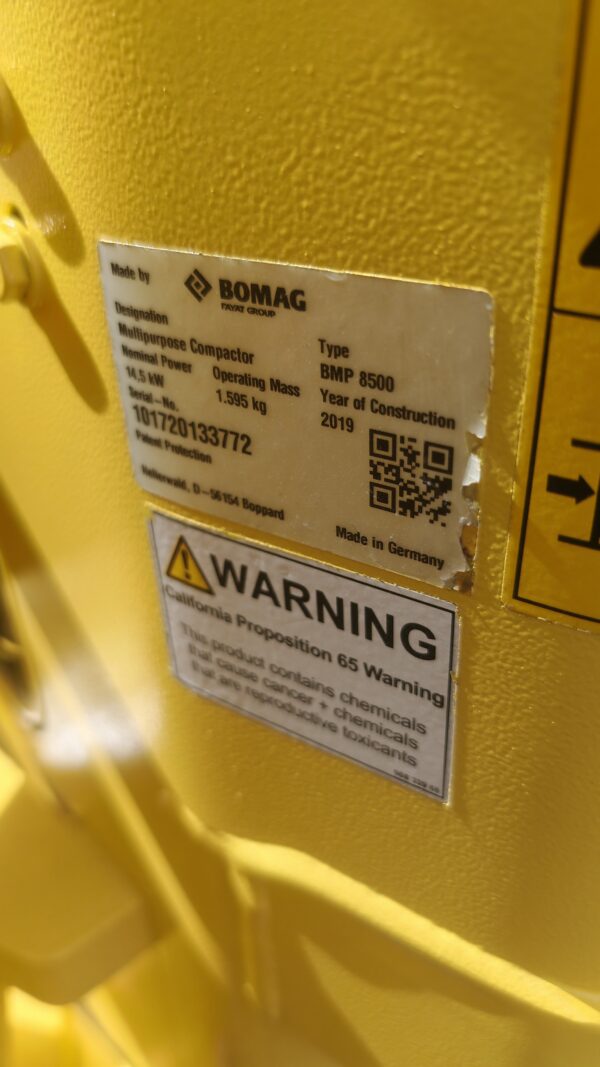 Made by
BOMAG
FAYAT GROUP
Designation
Multipurpose Compactor
Type
BMP 8500
Nominal Power
Operating Mass
14,5 kW
1.595 kg
Year of Construction
2019
Serial-No.
101720133772
Patent Protection
Hellerwald, D-56154 Boppard
Made in Germany
WARNING
California Proposition 65 Warning
This product contains chemicals
that cause cancer + chemicals
that are reproductive toxicants